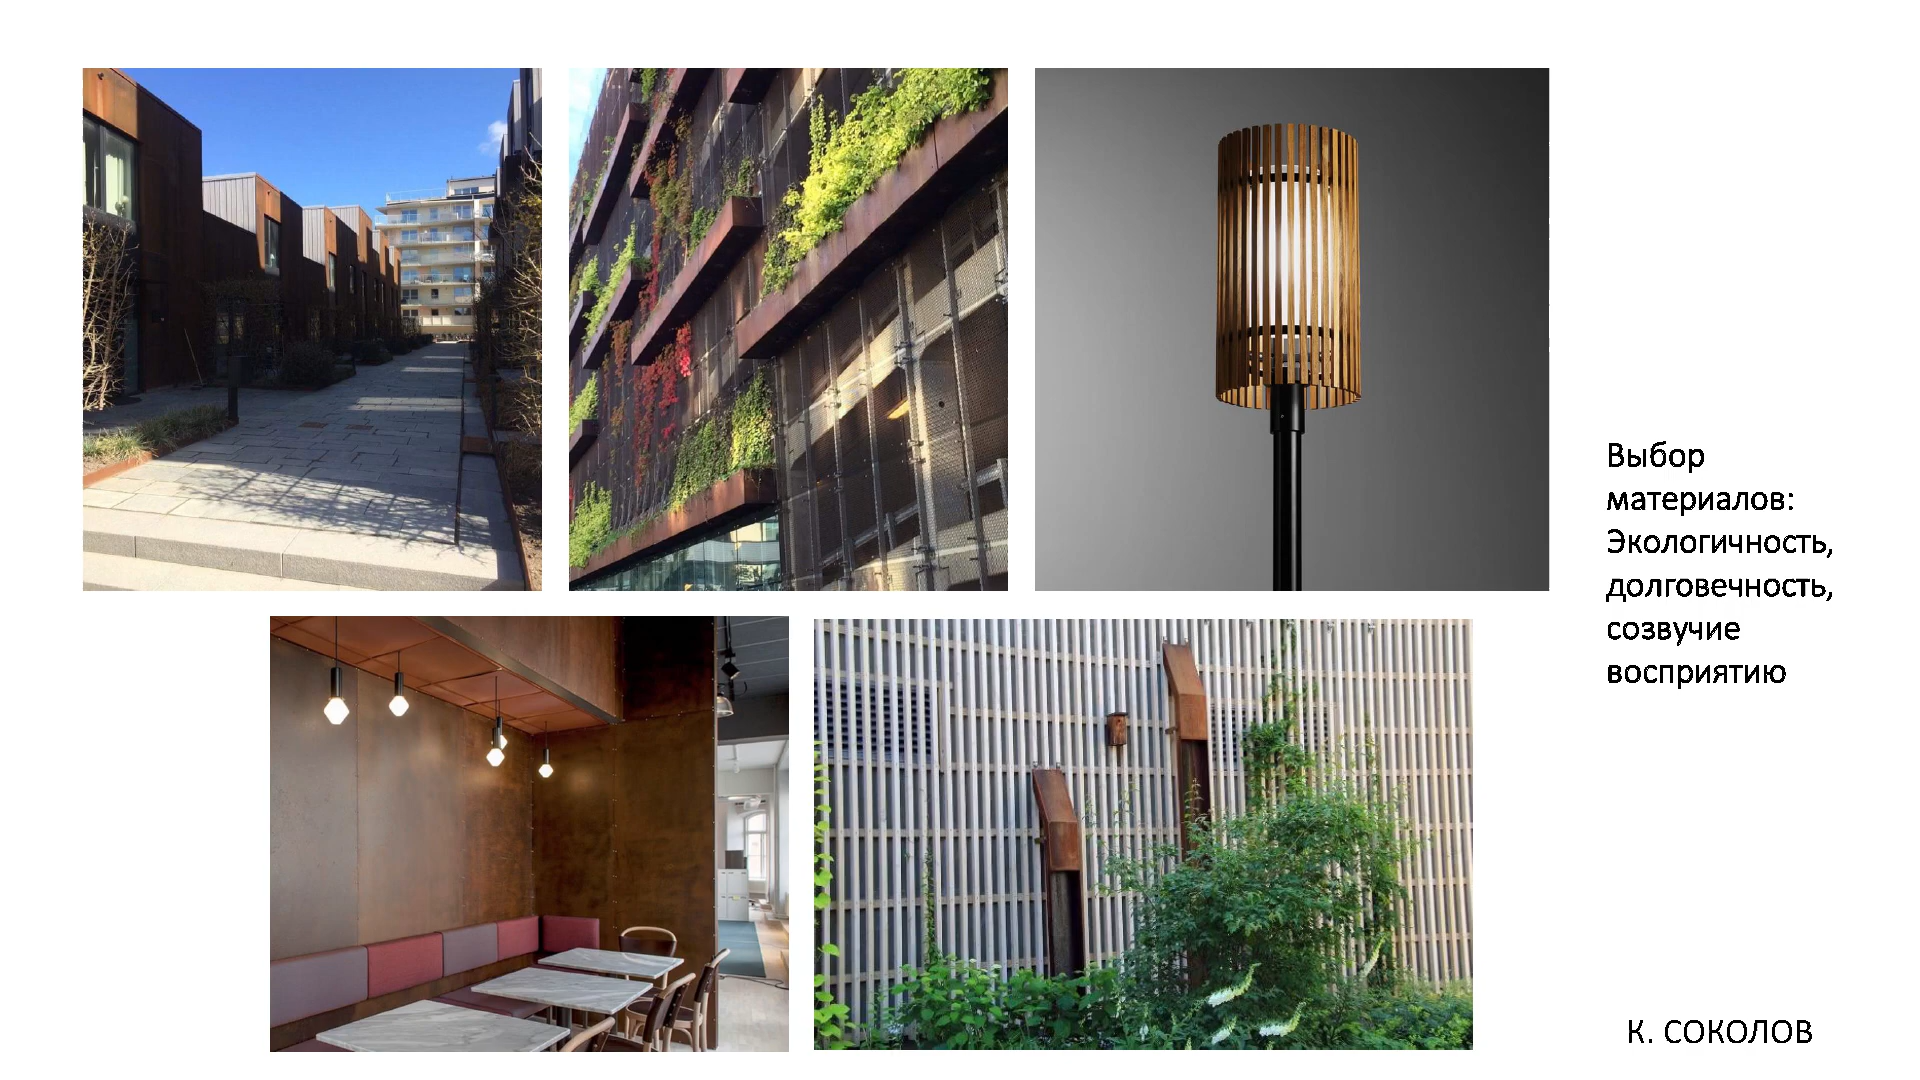 Выбор
материалов:
Экологичность,
долговечность,
созвучие
восприятию
К. СОКОЛОВ